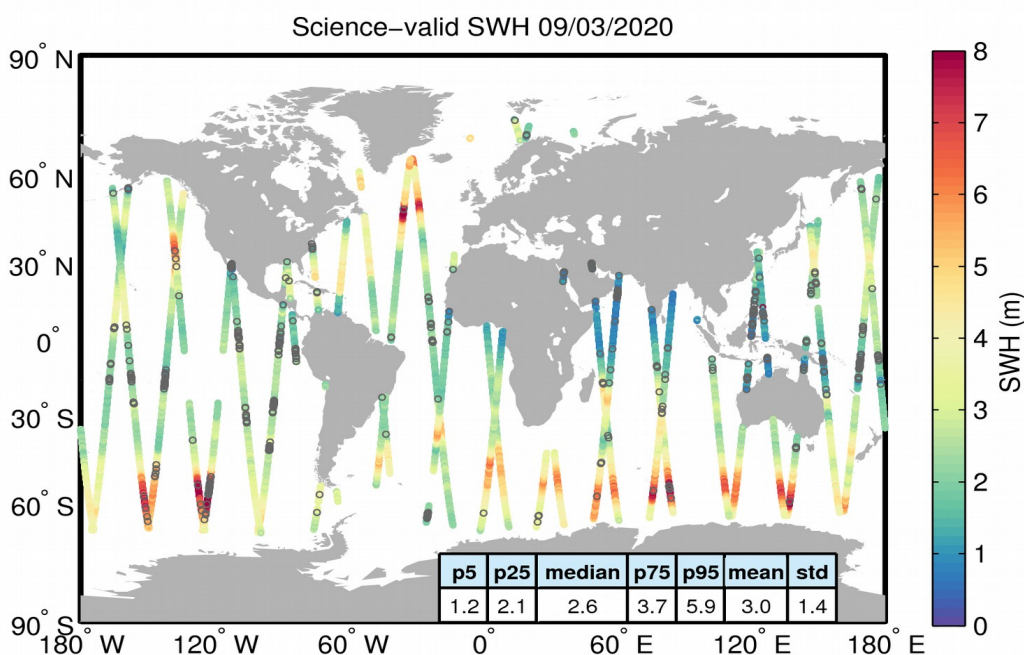 Science−valid SWH 09/03/2020
90° N
60° N
30° N
0°
30° S
60° S
90° S
180° W 120° W 60° W 0° 60° E 120° E 180° E
p5 p25 median p75 p95 mean std
1.2 2.1 2.6 3.7 5.9 3.0 1.4
8
7
6
5
4
3
2
1
0
SWH (m)